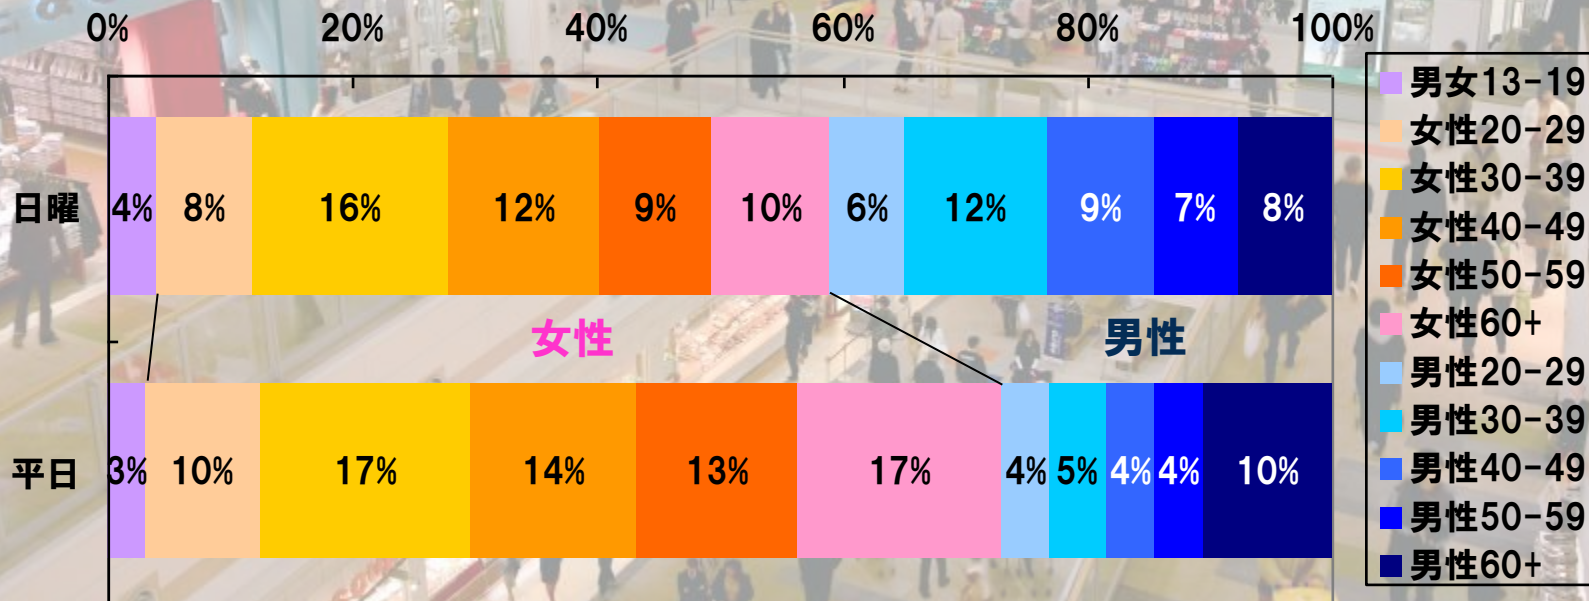 0% 20% 40% 60% 80% 100%
日曜 4% 8% 16% 12% 9% 10% 6% 12% 9% 7% 8%
女性 男性
平日 3% 10% 17% 14% 13% 17% 4% 5% 4% 4% 10%
男女13-19
女性20-29
女性30-39
女性40-49
女性50-59
女性60+
男性20-29
男性30-39
男性40-49
男性50-59
男性60+